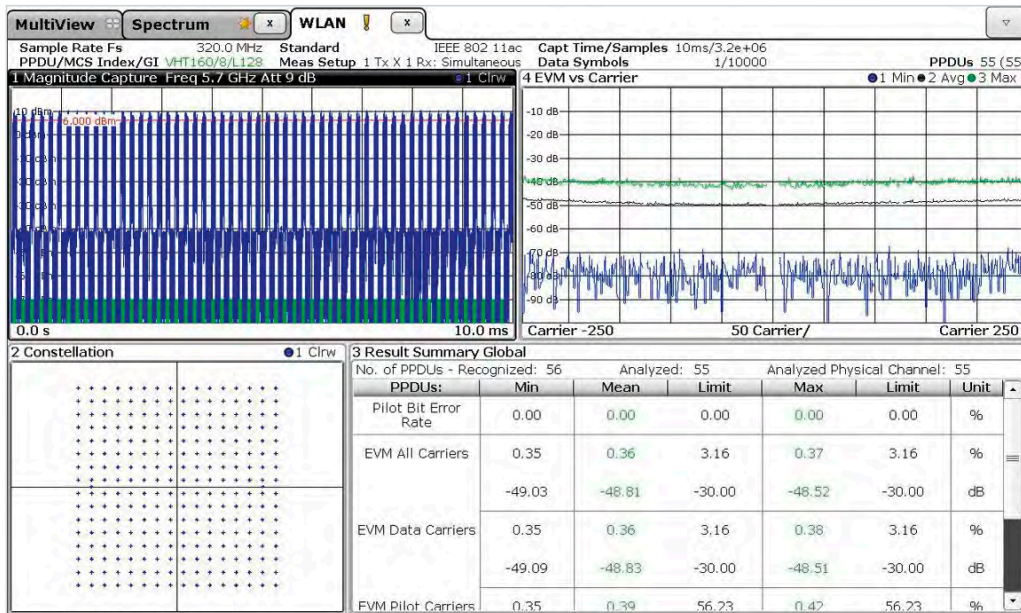 MultiView Spectrum x WLAN ! x
Sample Rate Fs 320.0 MHz Standard IEEE 802 11ac Capt Time/Samples 10ms/3.2e+06
PPDU/MCS Index/GI VHT160/8/L128 Meas Setup 1 Tx X 1 Rx: Simultaneous Data Symbols 1/10000 PPDUs 55 (55
1 Magnitude Capture Freq 5.7 GHz Att 9 dB 1 Clrw
6.000 dBm
0.0 s 10.0 ms
4 EVM vs Carrier 1 Min 2 Avg 3 Max
-10 dB
-20 dB
-30 dB
-40 dB
-50 dB
-60 dB
-70 dB
-80 dB
-90 dB
Carrier -250 50 Carrier/ Carrier 250
2 Constellation 1 Clrw
3 Result Summary Global
No. of PPDUs - Recognized: 56 Analyzed: 55 Analyzed Physical Channel: 55
PPDUs: Min Mean Limit Max Limit Unit
Pilot Bit Error
Rate 0.00 0.00 0.00 0.00 0.00 %
EVM All Carriers 0.35 0.36 3.16 0.37 3.16 %
-49.03 -48.81 -30.00 -48.52 -30.00 dB
EVM Data Carriers 0.35 0.36 3.16 0.38 3.16 %
-49.09 -48.83 -30.00 -48.51 -30.00 dB
EVM Pilot Carriers 0.35 0.39 56.23 0.42 56.23 %